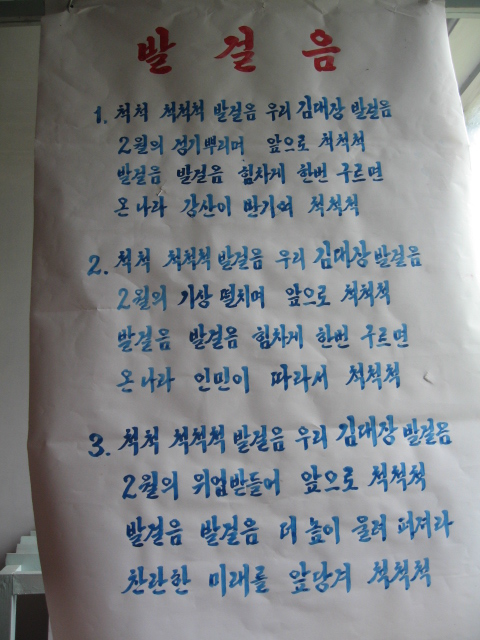 발걸음
1. 척척 척척척 발걸음 우리 김대장 발걸음
2월의 정기뿌리며 앞으로 척척척
발걸음 발걸음 힘차게 한번 구르면
온 나라 강산이 반기여 척척척
2. 척척 척척척 발걸음 우리 김대장 발걸음
2월의 기상 떨치며 앞으로 척척척
발걸음 발걸음 힘차게 한번 구르면
온 나라 인민이 따라서 척척척
3. 척척 척척척 발걸음 우리 김대장 발걸음
2월의 위업받들어 앞으로 척척척
발걸음 발걸음 더 높이 울려 퍼져라
찬란한 미래를 앞당겨 척척척